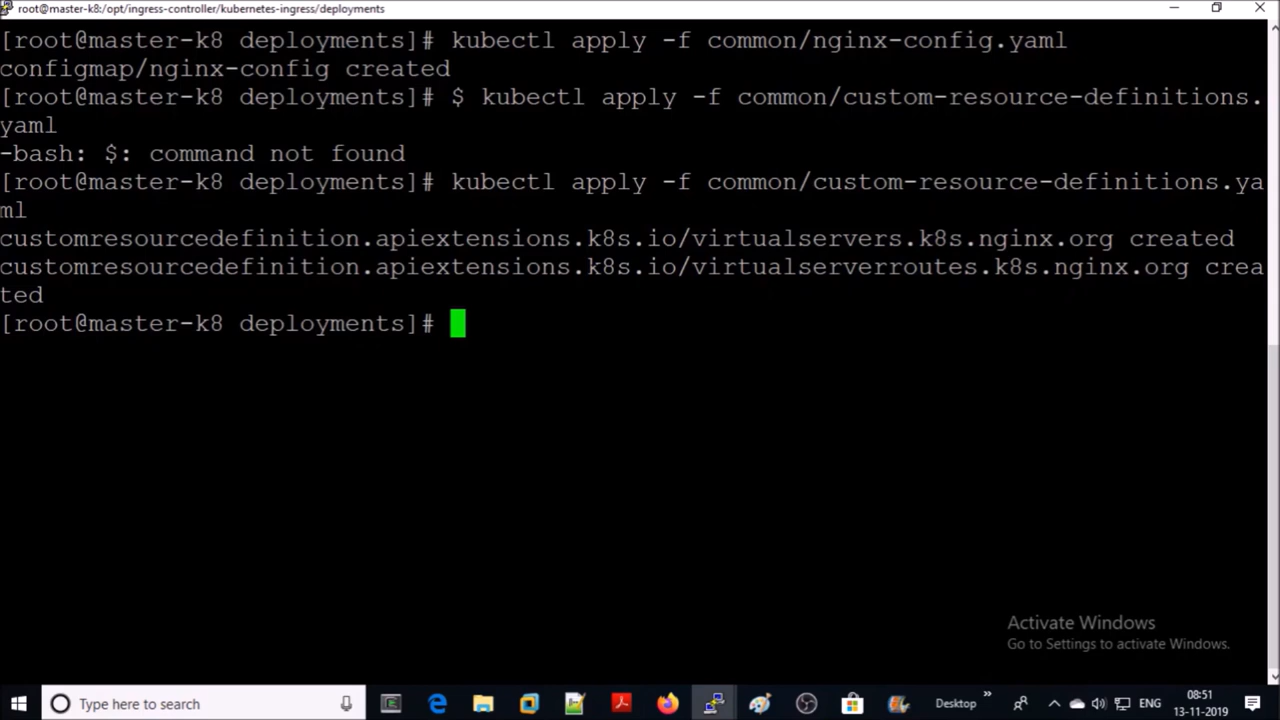 root@master-k8:/opt/ingress-controller/kubernetes-ingress/deployments
[root@master-k8 deployments]# kubectl apply -f common/nginx-config.yaml
configmap/nginx-config created
[root@master-k8 deployments]# $ kubectl apply -f common/custom-resource-definitions.
yaml
-bash: $: command not found
[root@master-k8 deployments]# kubectl apply -f common/custom-resource-definitions.ya
ml
customresourcedefinition.apiextensions.k8s.io/virtualservers.k8s.nginx.org created
customresourcedefinition.apiextensions.k8s.io/virtualserverroutes.k8s.nginx.org crea
ted
[root@master-k8 deployments]#
Activate Windows
Go to Settings to activate Windows.
Type here to search
Desktop
ENG
08:51
13-11-2019